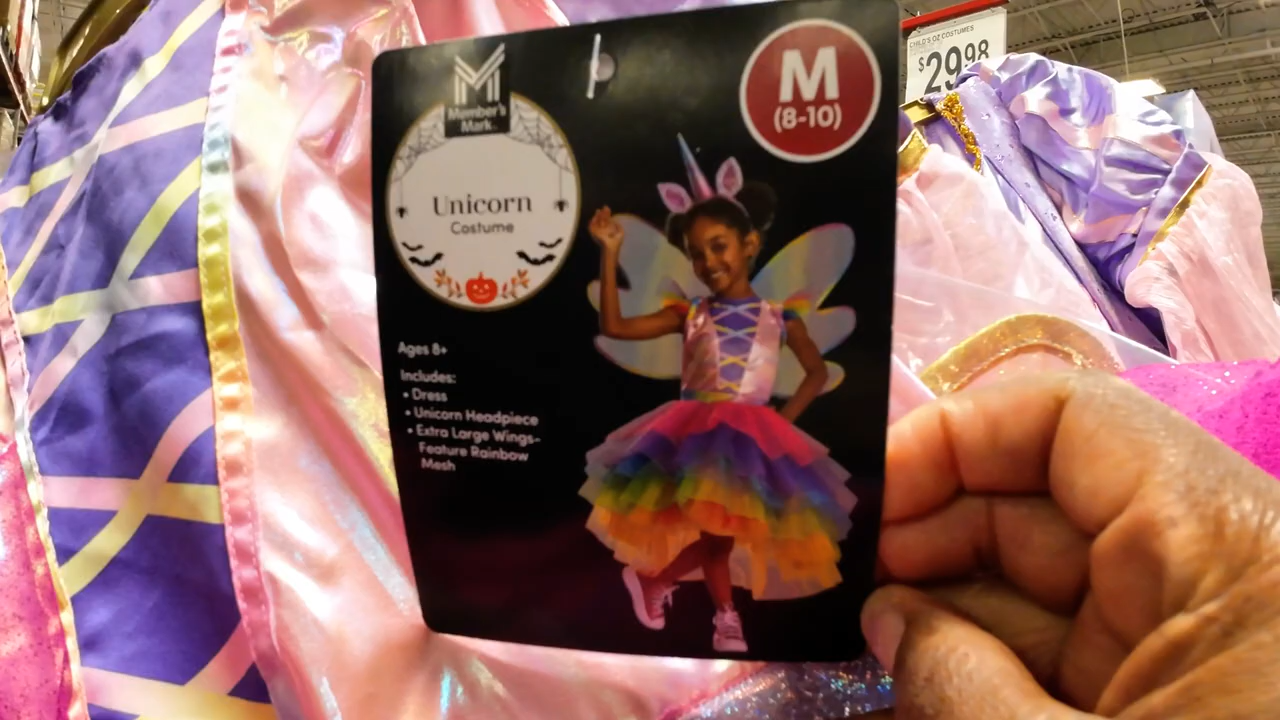 Member's
Mark
Unicorn
Costume
M
(8-10)
Ages 8+
Includes:
• Dress
• Unicorn Headpiece
• Extra Large Wings-
Feature Rainbow
Mesh
CHILD'S OZ COSTUMES
$29.98